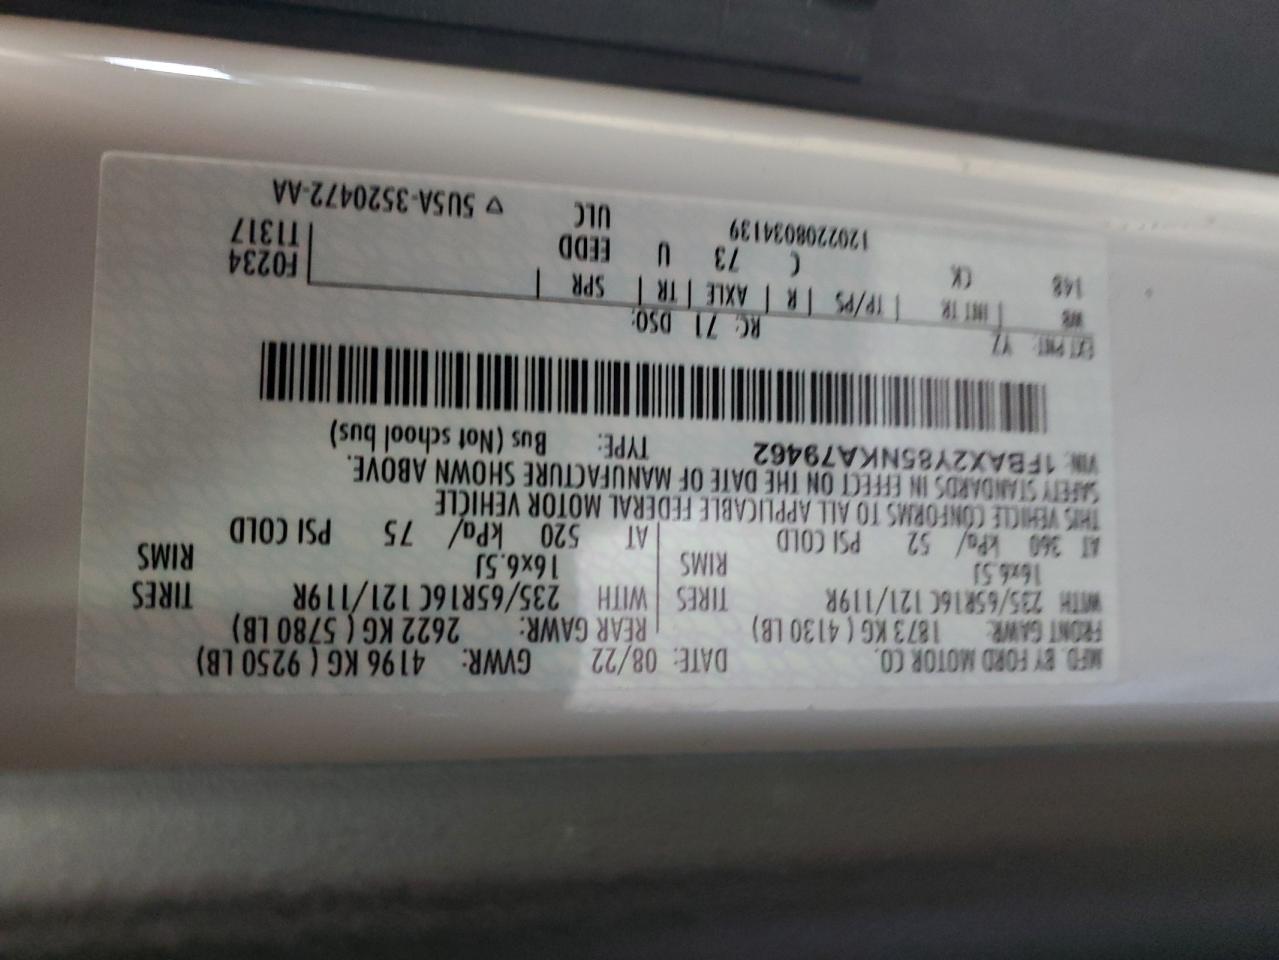 MFD. BY FORD MOTOR CO. DATE: 08/22 GVWR: 4196 KG ( 9250 LB)
FRONT GAWR: 1873 KG ( 4130 LB) REAR GAWR: 2622 KG ( 5780 LB)
WITH 235/65R16C 121/119R TIRES WITH 235/65R16C 121/119R TIRES
16x6.5J RIMS 16x6.5J RIMS
AT 360 kPa/ 52 PSI COLD AT 520 kPa/ 75 PSI COLD
THIS VEHICLE CONFORMS TO ALL APPLICABLE FEDERAL MOTOR VEHICLE
SAFETY STANDARDS IN EFFECT ON THE DATE OF MANUFACTURE SHOWN ABOVE.
VIN: 1FBAX2Y85NKA79462 TYPE: Bus (Not school bus)
EXT PNT: YZ RC: 71 DSO:
WB | INT TR | TP/PS | R | AXLE | TR | SPR | F0234
148 CK C 73 U EEDD T1317
1202208034139 ULC ▽ 5U5A-3520472-AA